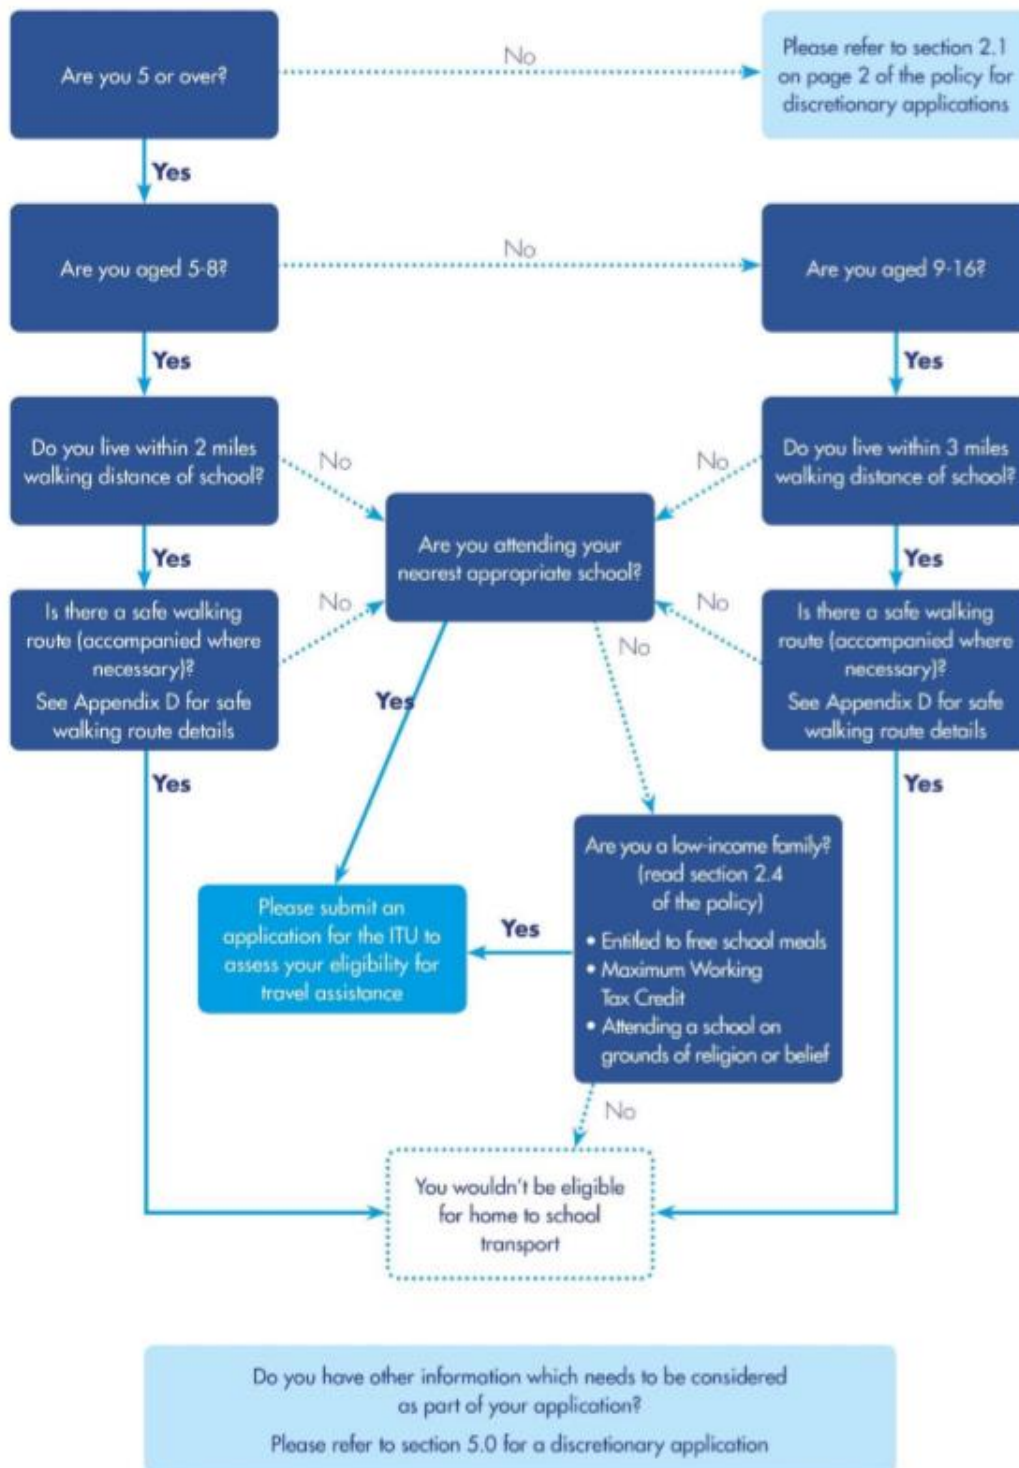 Are you 5 or over?
No
Please refer to section 2.1
on page 2 of the policy for
discretionary applications
Yes
Are you aged 5-8?
No
Are you aged 9-16?
Yes
Yes
Do you live within 2 miles
walking distance of school?
No
No
Do you live within 3 miles
walking distance of school?
Are you attending your
nearest appropriate school?
Yes
Yes
Is there a safe walking
route (accompanied where
necessary)?
See Appendix D for safe
walking route details
No
No
Is there a safe walking
route (accompanied where
necessary)?
See Appendix D for safe
walking route details
No
Yes
Yes
Yes
Are you a low-income family?
(read section 2.4
of the policy)
• Entitled to free school meals
• Maximum Working
Tax Credit
• Attending a school on
grounds of religion or belief
Yes
Please submit an
application for the ITU to
assess your eligibility for
travel assistance
No
You wouldn't be eligible
for home to school
transport
Do you have other information which needs to be considered
as part of your application?
Please refer to section 5.0 for a discretionary application